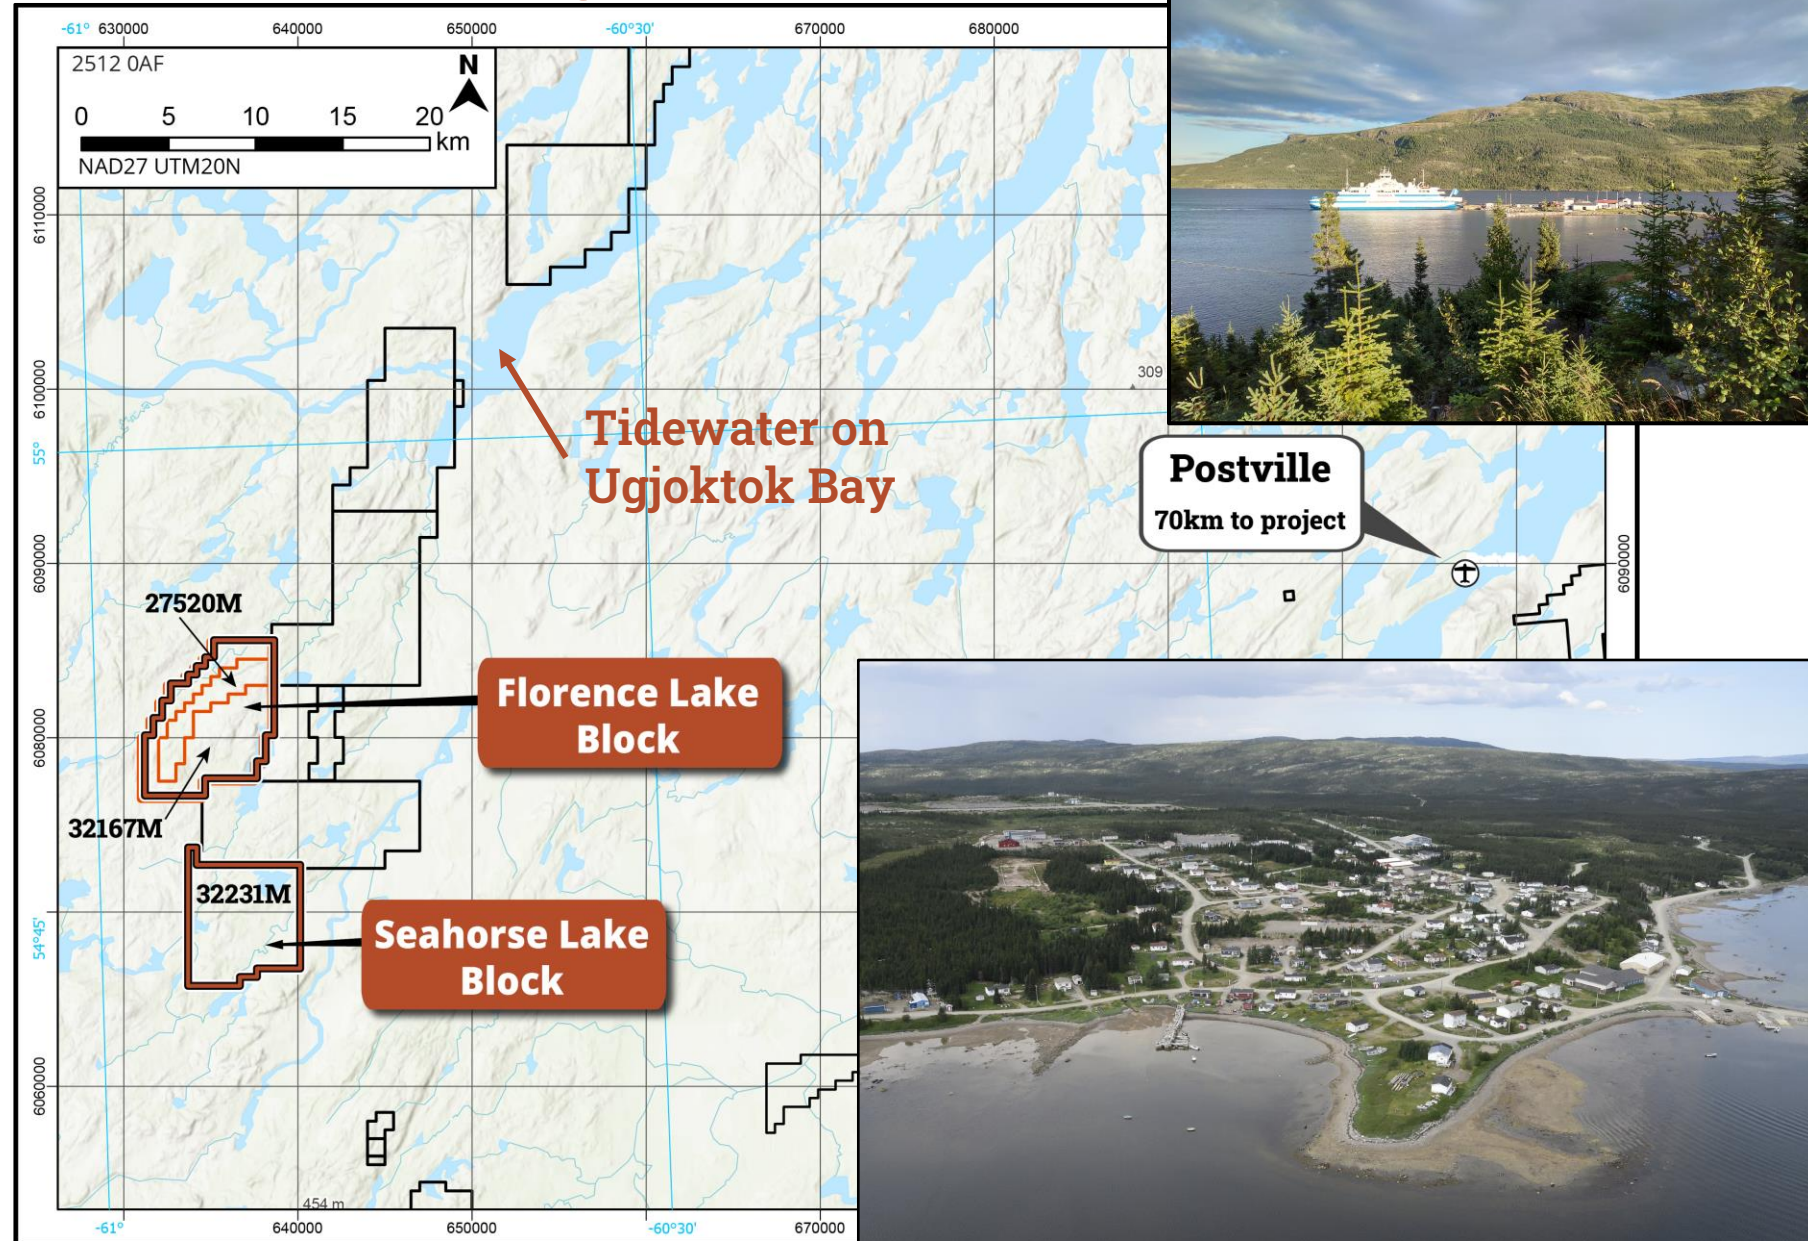 -61°
630000
640000
650000
-60°30'
670000
680000
2512 0AF
N
0 5 10 15 20
km
NAD27 UTM20N
6110000
6100000
309
55°
Tidewater on
Ugjoktok Bay
Postville
70km to project
6090000
6090000
27520M
Florence Lake
Block
6080000
32167M
32231M
54°45'
Seahorse Lake
Block
6060000
454 m
-61°
640000
650000
-60°30'
670000